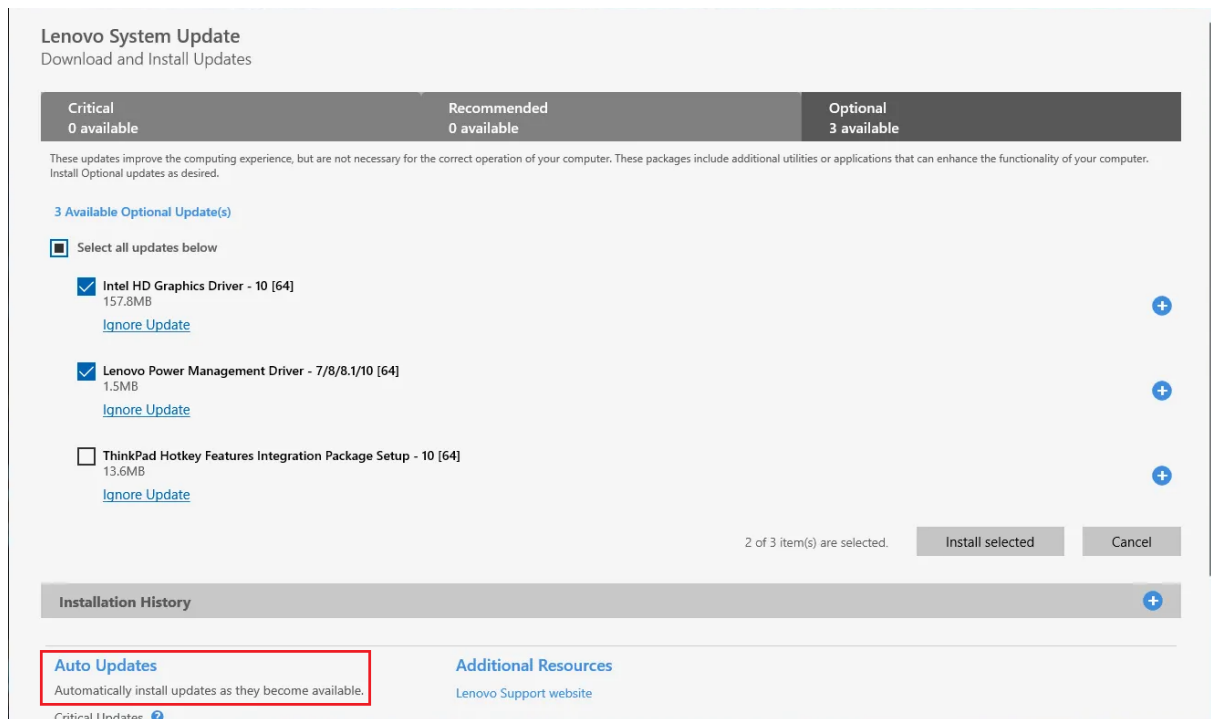 Lenovo System Update
Download and Install Updates
Critical
0 available
Recommended
0 available
Optional
3 available
These updates improve the computing experience, but are not necessary for the correct operation of your computer. These packages include additional utilities or applications that can enhance the functionality of your computer.
Install Optional updates as desired.
3 Available Optional Update(s)
Select all updates below
Intel HD Graphics Driver - 10 [64]
157.8MB
Ignore Update
Lenovo Power Management Driver - 7/8/8.1/10 [64]
1.5MB
Ignore Update
ThinkPad Hotkey Features Integration Package Setup - 10 [64]
13.6MB
Ignore Update
2 of 3 item(s) are selected.
Install selected
Cancel
Installation History
Auto Updates
Automatically install updates as they become available.
Critical Updates
Additional Resources
Lenovo Support website